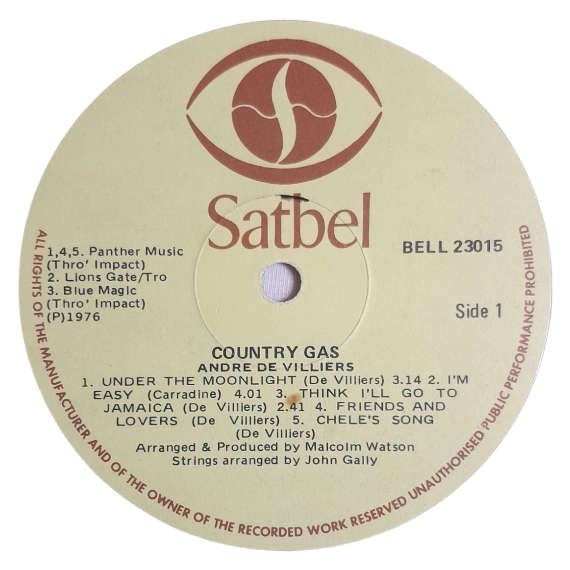 Satbel
1,4,5. Panther Music
(Thro' Impact)
2. Lions Gate/Tro
3. Blue Magic
(Thro' Impact)
(P)1976
BELL 23015
Side 1
COUNTRY GAS
ANDRE DE VILLIERS
1. UNDER THE MOONLIGHT (De Villiers) 3.14 2. I'M
EASY (Carradine) 4.01 3. THINK I'LL GO TO
JAMAICA (De Villiers) 2.41 4. FRIENDS AND
LOVERS (De Villiers) 5. CHELE'S SONG
(De Villiers)
Arranged & Produced by Malcolm Watson
Strings arranged by John Gally
ALL RIGHTS OF THE MANUFACTURER AND OF THE OWNER OF THE RECORDED WORK RESERVED UNAUTHORISED PUBLIC PERFORMANCE PROHIBITED